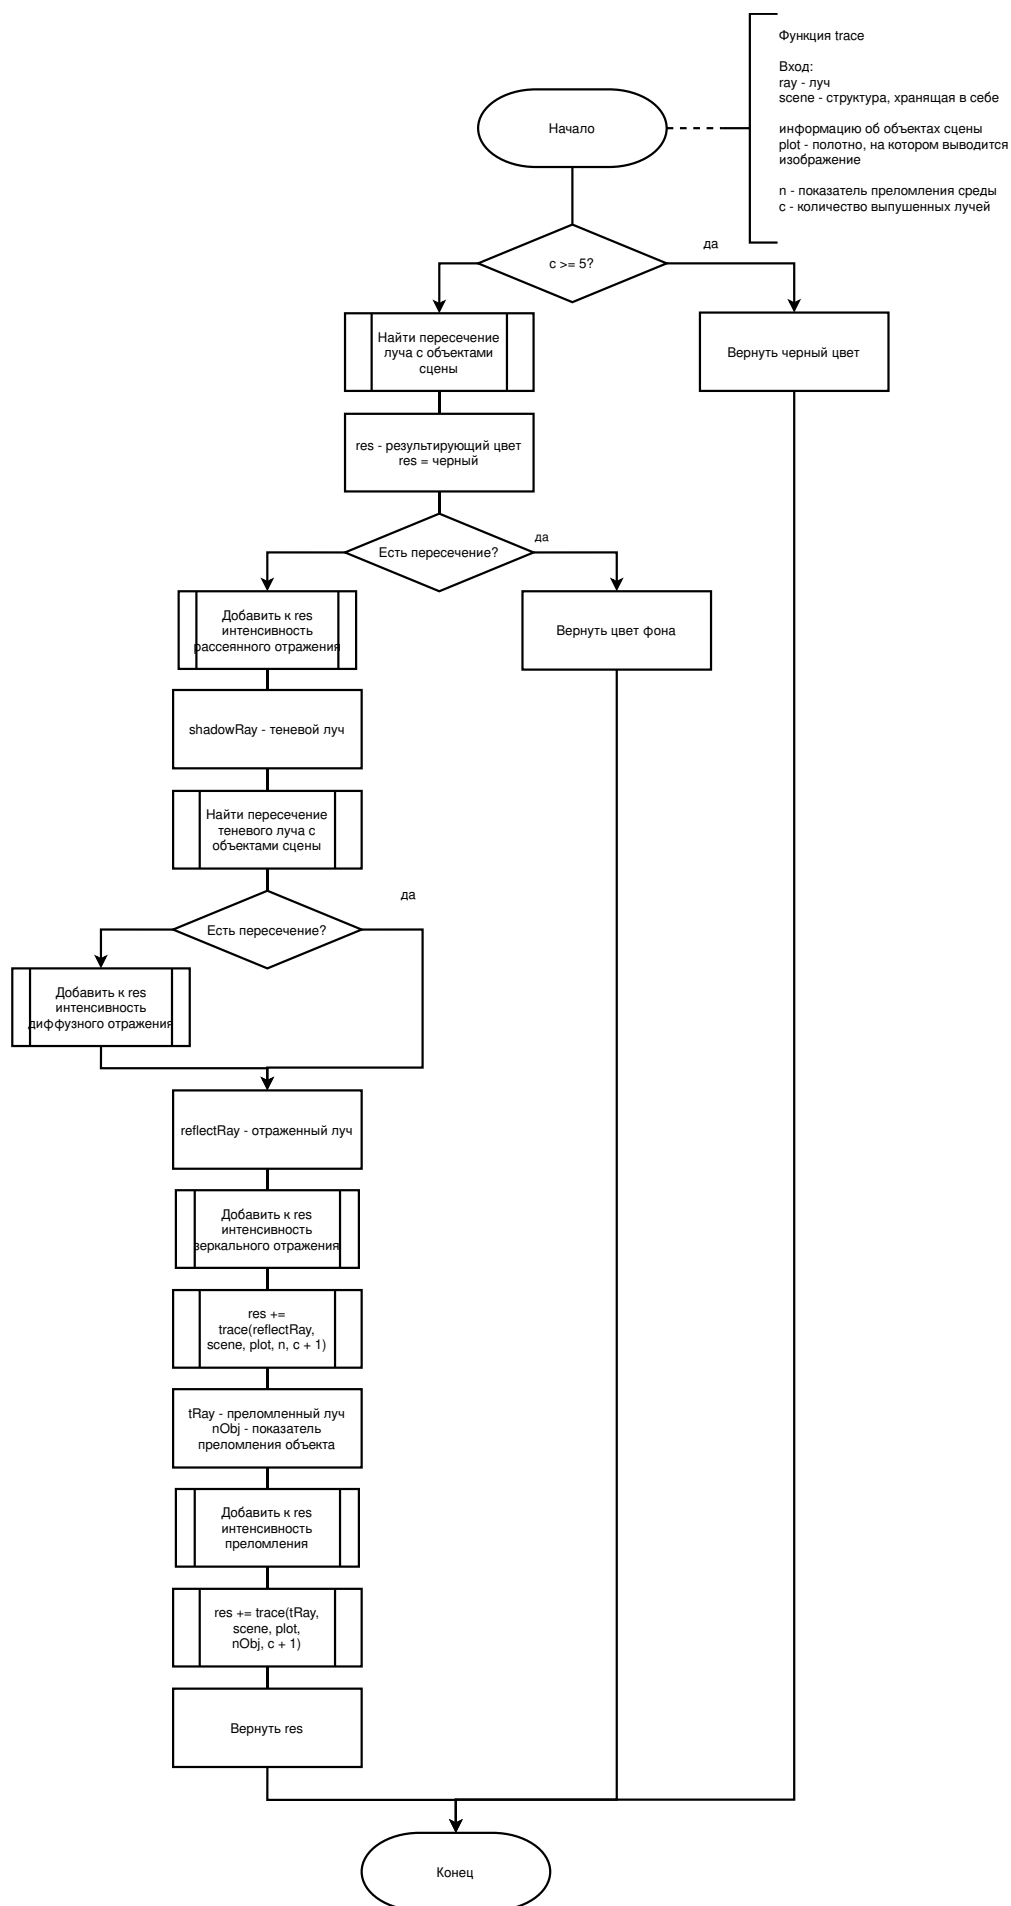 Функция trace
Вход:
ray - луч
scene - структура, хранящая в себе
информацию об объектах сцены
plot - полотно, на котором выводится
изображение
n - показатель преломления среды
c - количество выпушенных лучей
Начало
да
c >= 5?
Найти пересечение
луча с объектами
сцены
Вернуть черный цвет
res - результирующий цвет
res = черный
да
Есть пересечение?
Добавить к res
интенсивность
рассеянного отражения
Вернуть цвет фона
shadowRay - теневой луч
Найти пересечение
теневого луча с
объектами сцены
да
Есть пересечение?
Добавить к res
интенсивность
диффузного отражения
reflectRay - отраженный луч
Добавить к res
интенсивность
зеркального отражения
res +=
trace(reflectRay,
scene, plot, n, c + 1)
tRay - преломленный луч
nObj - показатель
преломления объекта
Добавить к res
интенсивность
преломления
res += trace(tRay,
scene, plot,
nObj, c + 1)
Вернуть res
Конец